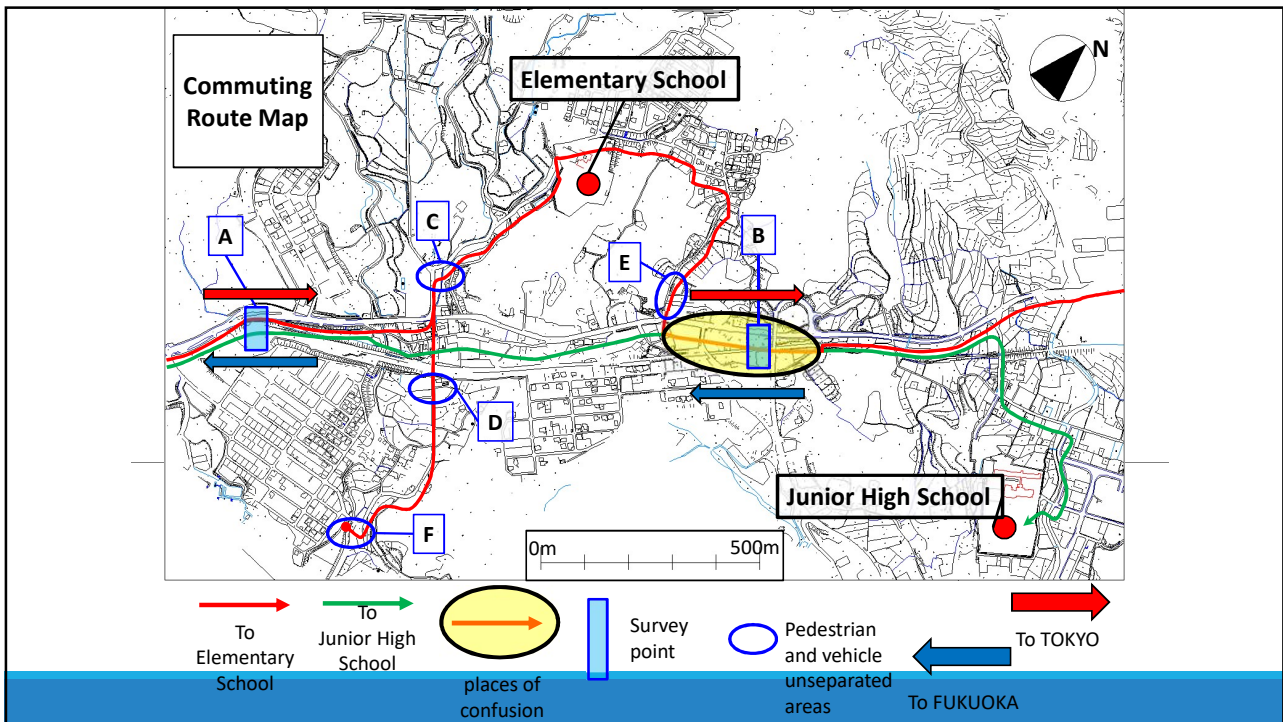 Commuting
Route Map
Elementary School
N
A
C
E
B
D
F
Junior High School
0m 500m
To
Elementary
School
To
Junior High
School
places of
confusion
Survey
point
Pedestrian
and vehicle
unseparated
areas
To TOKYO
To FUKUOKA